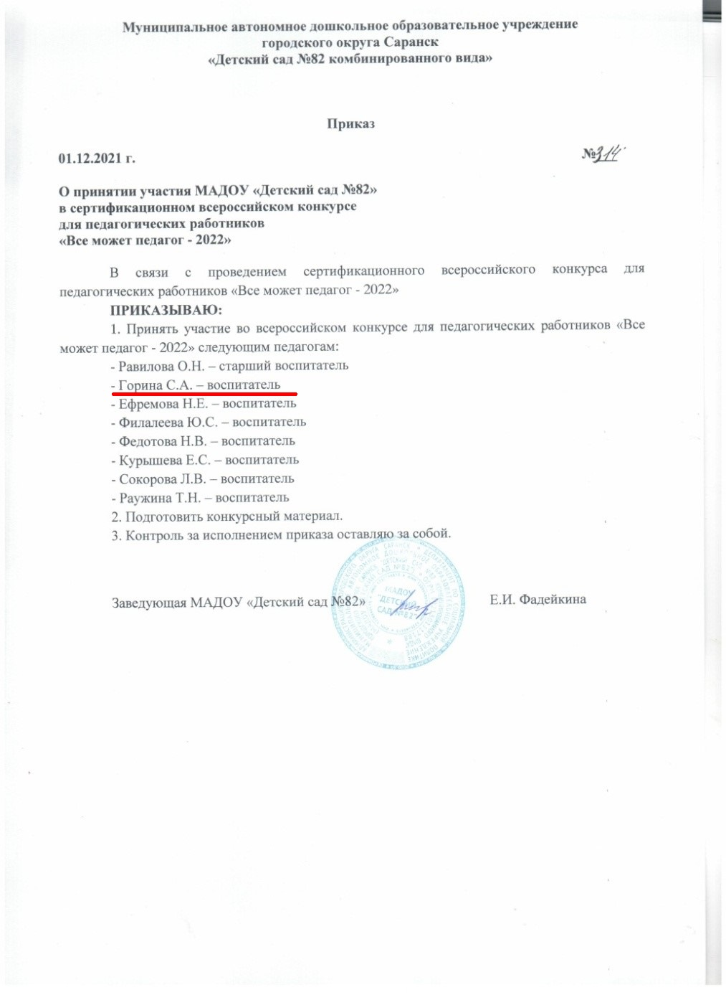 Муниципальное автономное дошкольное образовательное учреждение
городского округа Саранск
«Детский сад №82 комбинированного вида»
Приказ
01.12.2021 г.
№314
О принятии участия МАДОУ «Детский сад №82»
в сертификационном всероссийском конкурсе
для педагогических работников
«Все может педагог - 2022»
В связи с проведением сертификационного всероссийского конкурса для
педагогических работников «Все может педагог - 2022»
ПРИКАЗЫВАЮ:
1. Принять участие во всероссийском конкурсе для педагогических работников «Все
может педагог - 2022» следующим педагогам:
- Равилова О.Н. – старший воспитатель
- Горина С.А. – воспитатель
- Ефремова Н.Е. – воспитатель
- Филалеева Ю.С. – воспитатель
- Федотова Н.В. – воспитатель
- Курышева Е.С. – воспитатель
- Сокорова Л.В. – воспитатель
- Раужина Т.Н. – воспитатель
2. Подготовить конкурсный материал.
3. Контроль за исполнением приказа оставляю за собой.
Заведующая МАДОУ «Детский сад №82»
Е.И. Фадейкина
МАДОУ
"ДЕТСКИЙ
САД №82"